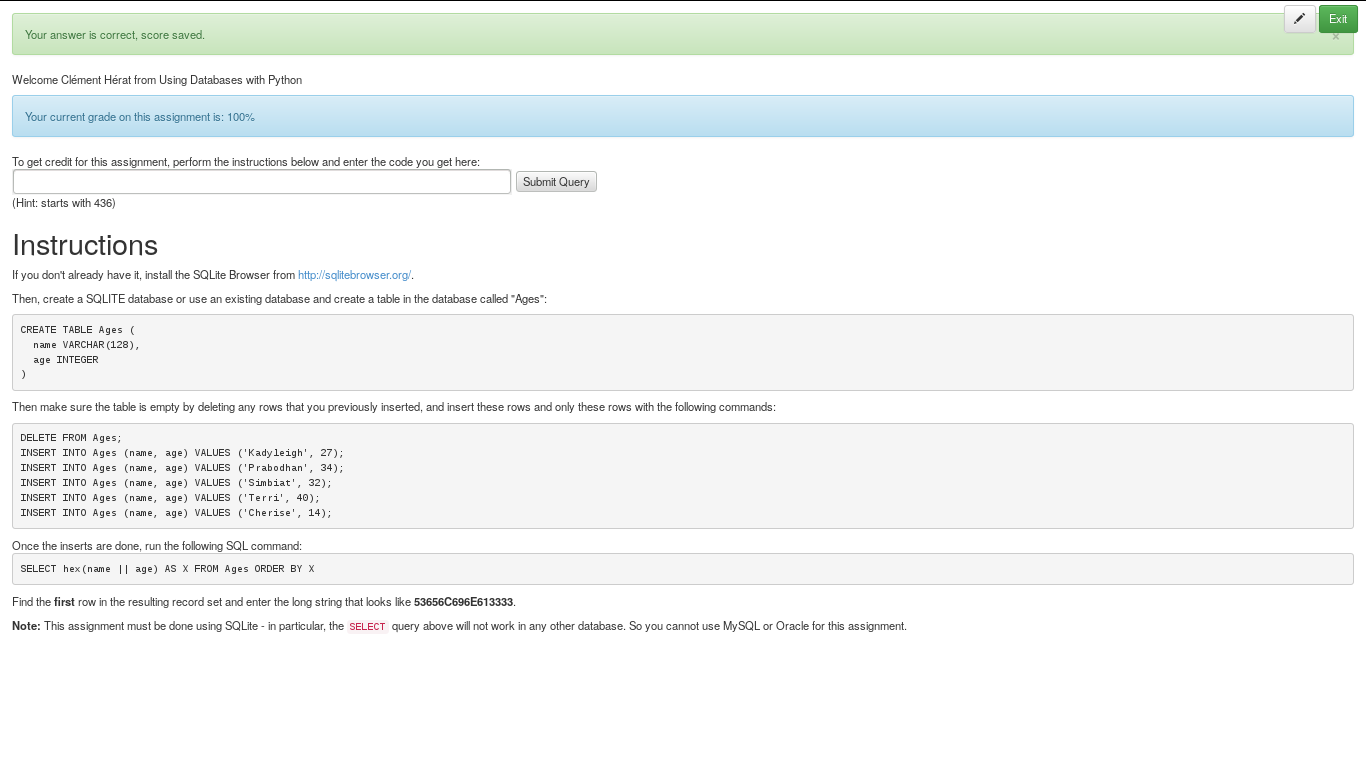 Your answer is correct, score saved.
Exit
×
Welcome Clément Hérat from Using Databases with Python
Your current grade on this assignment is: 100%
To get credit for this assignment, perform the instructions below and enter the code you get here:
Submit Query
(Hint: starts with 436)
Instructions
If you don't already have it, install the SQLite Browser from http://sqlitebrowser.org/.
Then, create a SQLITE database or use an existing database and create a table in the database called "Ages":
CREATE TABLE Ages (
  name VARCHAR(128),
  age INTEGER
)
Then make sure the table is empty by deleting any rows that you previously inserted, and insert these rows and only these rows with the following commands:
DELETE FROM Ages;
INSERT INTO Ages (name, age) VALUES ('Kadyleigh', 27);
INSERT INTO Ages (name, age) VALUES ('Prabodhan', 34);
INSERT INTO Ages (name, age) VALUES ('Simbiat', 32);
INSERT INTO Ages (name, age) VALUES ('Terri', 40);
INSERT INTO Ages (name, age) VALUES ('Cherise', 14);
Once the inserts are done, run the following SQL command:
SELECT hex(name || age) AS X FROM Ages ORDER BY X
Find the first row in the resulting record set and enter the long string that looks like 53656C696E613333.
Note: This assignment must be done using SQLite - in particular, the SELECT query above will not work in any other database. So you cannot use MySQL or Oracle for this assignment.